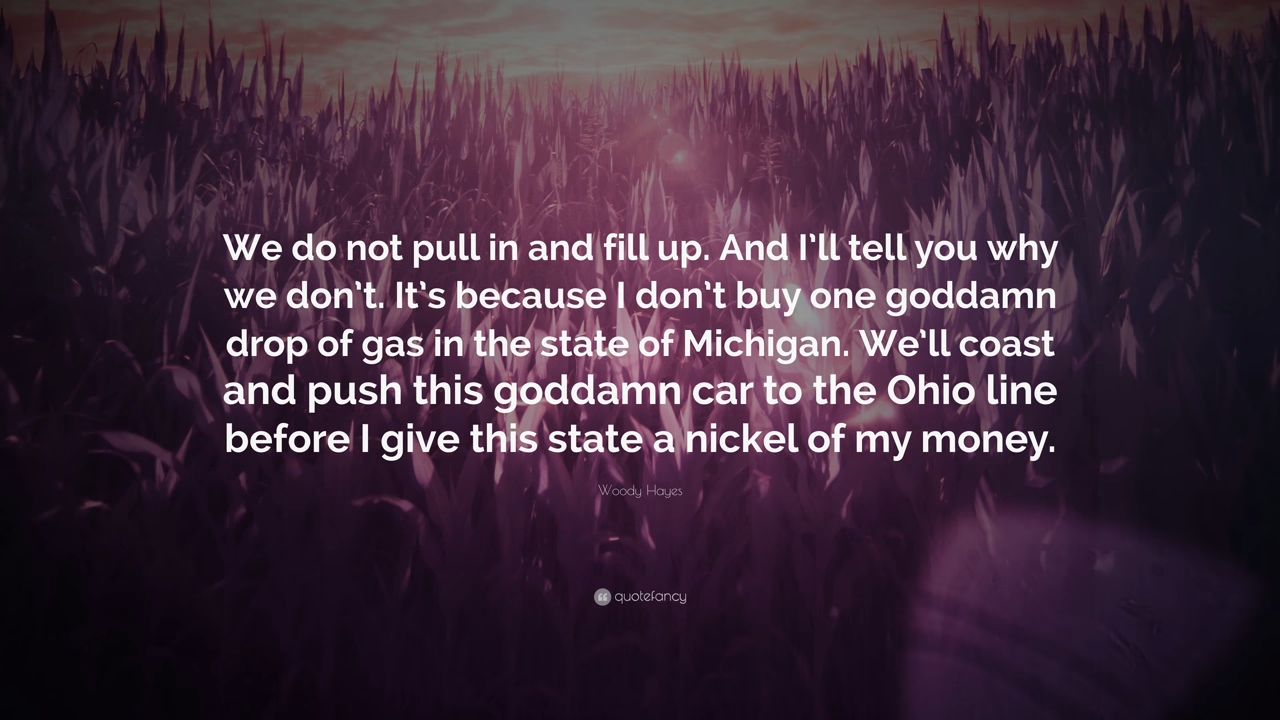 We do not pull in and fill up. And I’ll tell you why
we don’t. It’s because I don’t buy one goddamn
drop of gas in the state of Michigan. We’ll coast
and push this goddamn car to the Ohio line
before I give this state a nickel of my money.
Woody Hayes
quotefancy